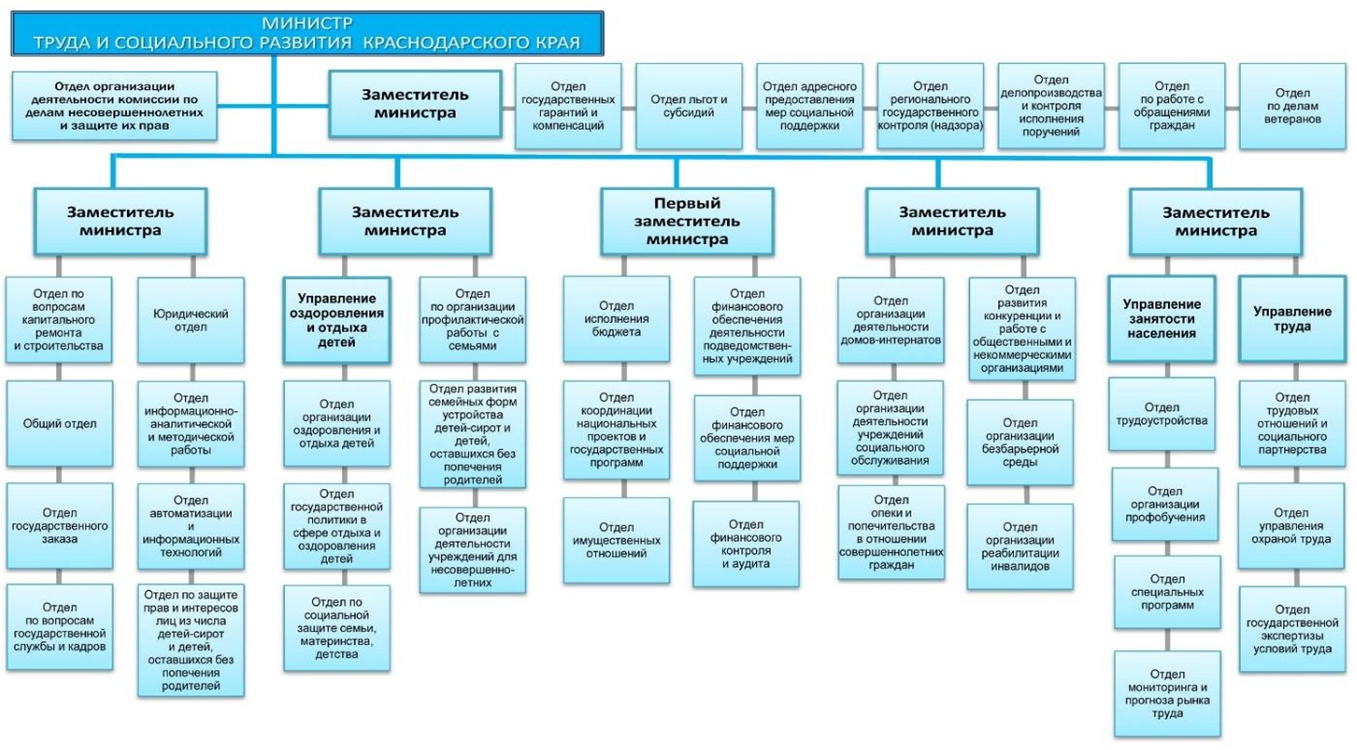 МИНИСТР
ТРУДА И СОЦИАЛЬНОГО РАЗВИТИЯ КРАСНОДАРСКОГО КРАЯ
Отдел организации
деятельности комиссии по
делам несовершеннолетних
и защите их прав
Заместитель
министра
Отдел
государственных
гарантий и
компенсаций
Отдел льгот и
субсидий
Отдел адресного
предоставления
мер социальной
поддержки
Отдел
регионального
государственного
контроля (надзора)
Отдел
делопроизводства
и контроля
исполнения
поручений
Отдел
по работе с
обращениями
граждан
Отдел
по делам
ветеранов
Заместитель
министра
Заместитель
министра
Первый
заместитель
министра
Заместитель
министра
Заместитель
министра
Отдел по
вопросам
капитального
ремонта
и строительства
Общий отдел
Отдел
государственного
заказа
Отдел
по вопросам
государственной
службы и кадров
Юридический
отдел
Отдел
информационно-
аналитической
и методической
работы
Отдел
автоматизации
и
информационных
технологий
Отдел по защите
прав и интересов
лиц из числа
детей-сирот
и детей,
оставшихся без
попечения
родителей
Управление
оздоровления
и отдыха
детей
Отдел
организации
оздоровления и
отдыха детей
Отдел
государственной
политики в
сфере отдыха и
оздоровления
детей
Отдел по
социальной
защите семьи,
материнства,
детства
Отдел
по организации
профилактической
работы с
семьями
Отдел развития
семейных форм
устройства
детей-сирот и
детей,
оставшихся без
попечения
родителей
Отдел
организации
деятельности
учреждений для
несовершенно-
летних
Отдел
исполнения
бюджета
Отдел
координации
национальных
проектов и
государственных
программ
Отдел
имущественных
отношений
Отдел
финансового
обеспечения
деятельности
подведомствен-
ных учреждений
Отдел
финансового
обеспечения мер
социальной
поддержки
Отдел
финансового
контроля
и аудита
Отдел
организации
деятельности
домов-интернатов
Отдел
организации
деятельности
учреждений
социального
обслуживания
Отдел
опеки и
попечительства
в отношении
совершеннолетних
граждан
Отдел
развития
конкуренции и
работе с
общественными и
некоммерческими
организациями
Отдел
организации
безбарьерной
среды
Отдел
организации
реабилитации
инвалидов
Управление
занятости
населения
Отдел
трудоустройства
Отдел
организации
профобучения
Отдел
специальных
программ
Отдел
мониторинга и
прогноза рынка
труда
Управление
труда
Отдел
трудовых
отношений и
социального
партнерства
Отдел
управления
охраной труда
Отдел
государственной
экспертизы
условий труда